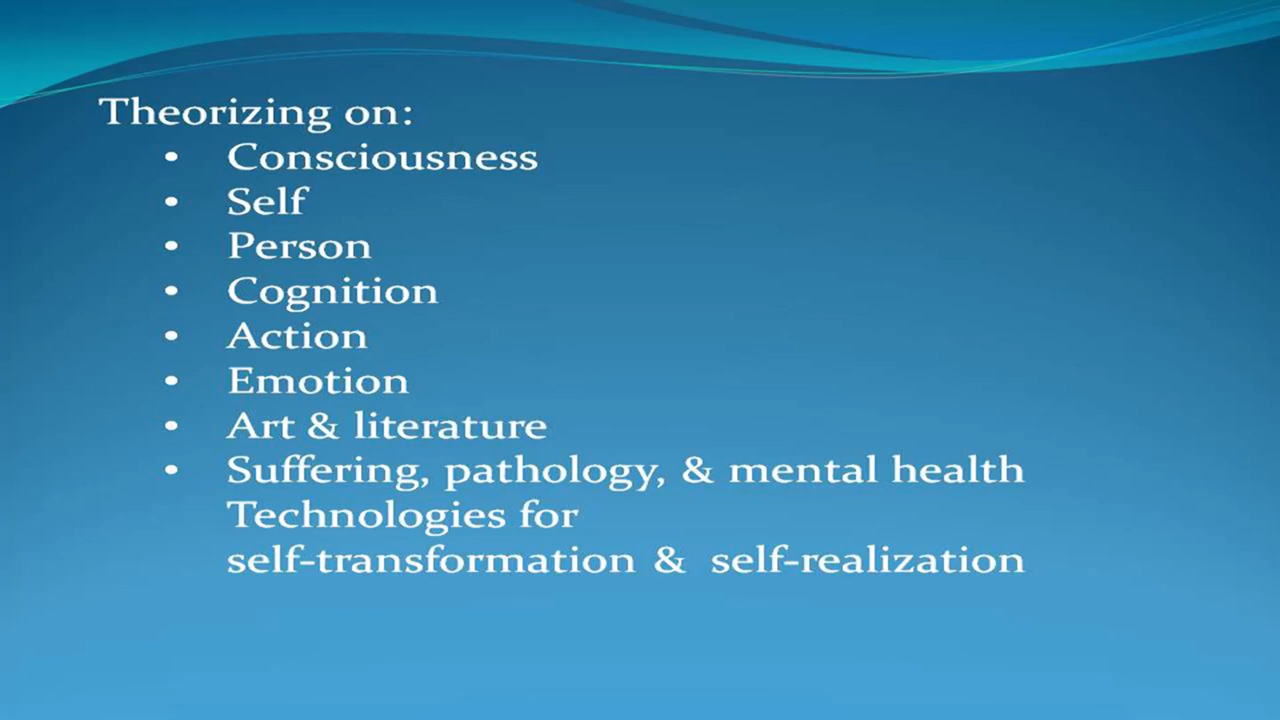 Theorizing on:
• Consciousness
• Self
• Person
• Cognition
• Action
• Emotion
• Art & literature
• Suffering, pathology, & mental health
Technologies for
self-transformation & self-realization